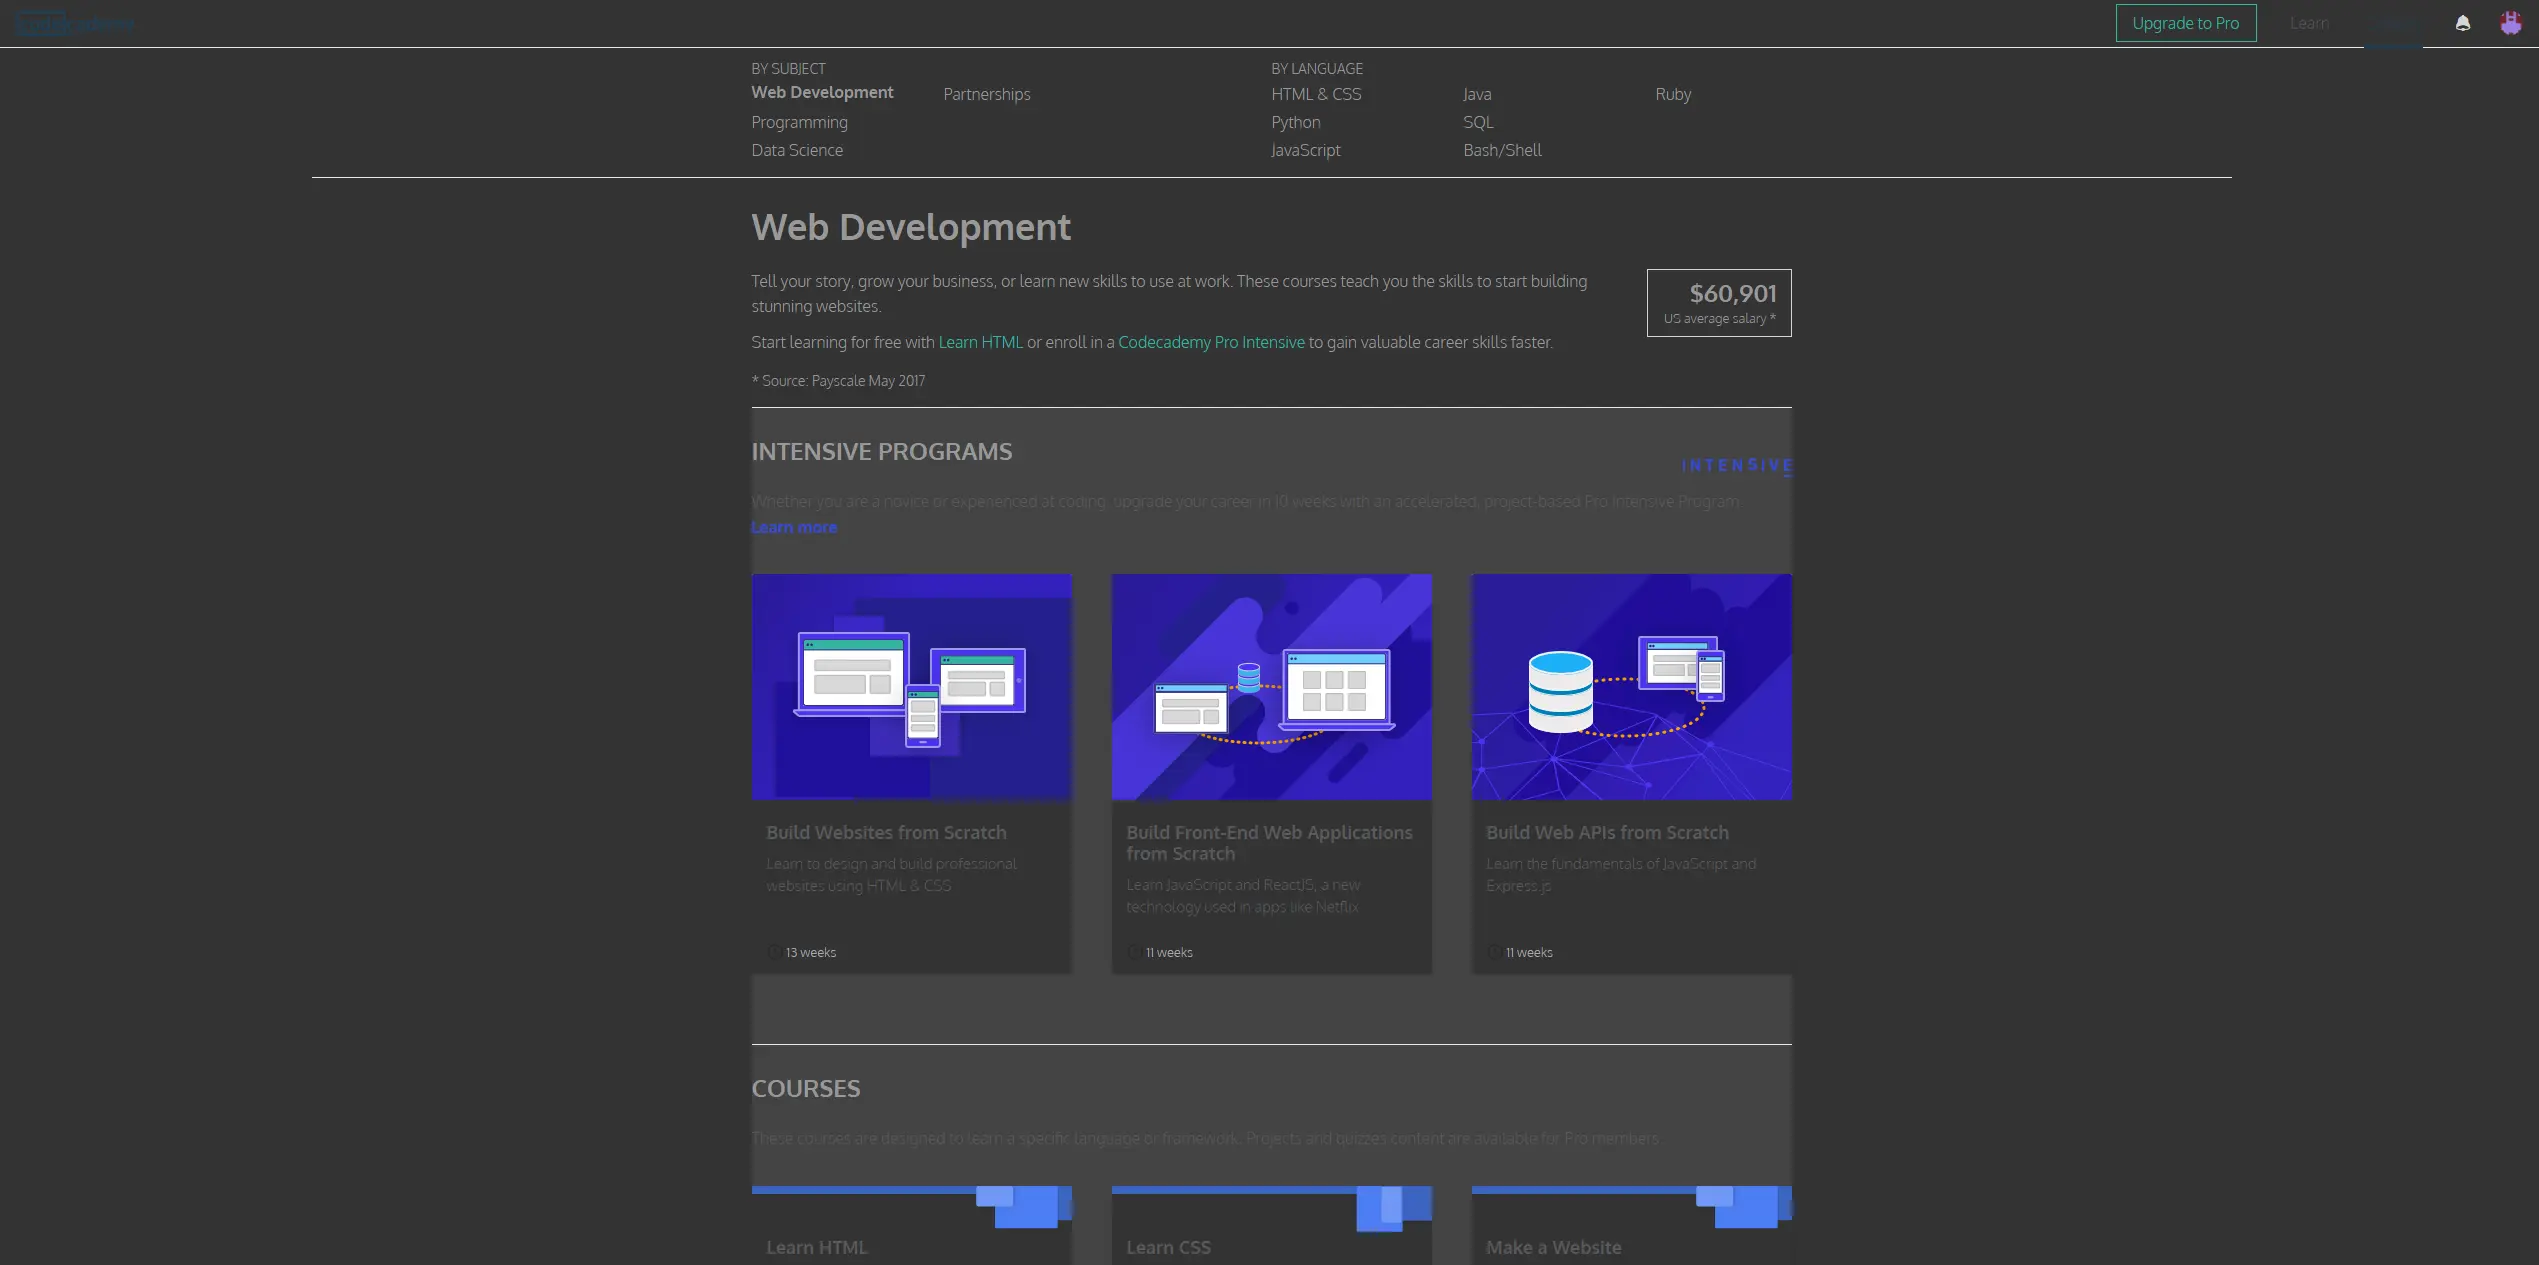 Codecademy
Upgrade to Pro
Learn
BY SUBJECT
Web Development
Partnerships
Programming
Data Science
BY LANGUAGE
HTML & CSS
Java
Ruby
Python
SQL
JavaScript
Bash/Shell
Web Development
Tell your story, grow your business, or learn new skills to use at work. These courses teach you the skills to start building
stunning websites.
$60,901
US average salary *
Start learning for free with Learn HTML or enroll in a Codecademy Pro Intensive to gain valuable career skills faster.
* Source: Payscale May 2017
INTENSIVE PROGRAMS
INTENSIVE
Whether you are a novice or experienced at coding, upgrade your career in 10 weeks with an accelerated, project-based Pro Intensive Program.
Learn more
Build Websites from Scratch
Learn to design and build professional
websites using HTML & CSS
13 weeks
Build Front-End Web Applications
from Scratch
Learn JavaScript and ReactJS, a new
technology used in apps like Netflix
11 weeks
Build Web APIs from Scratch
Learn the fundamentals of JavaScript and
Express.js
11 weeks
COURSES
These courses are designed to learn a specific language or framework. Projects and quizzes content are available for Pro members.
Learn HTML
Learn CSS
Make a Website